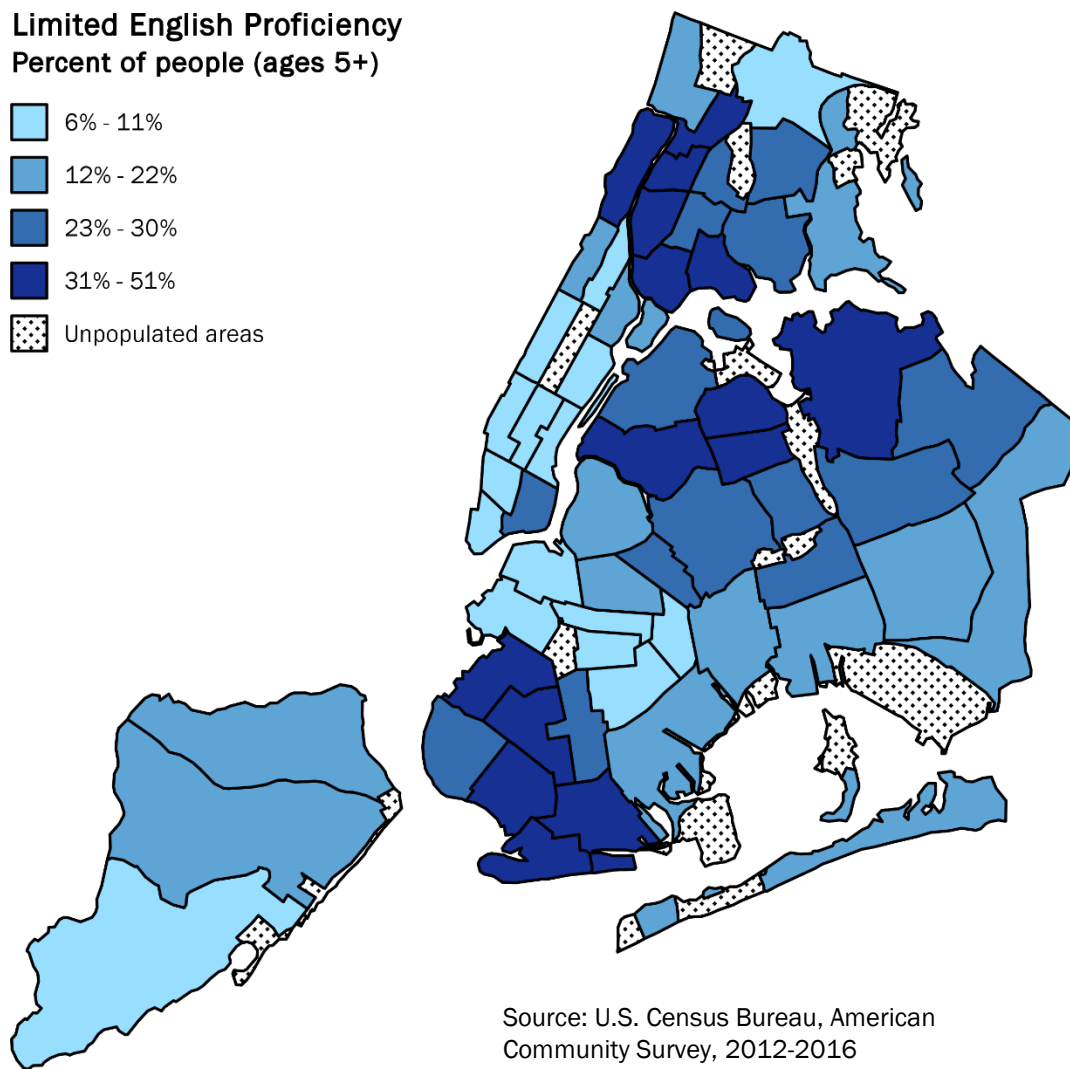 Limited English Proficiency
Percent of people (ages 5+)
6% - 11%
12% - 22%
23% - 30%
31% - 51%
Unpopulated areas
Source: U.S. Census Bureau, American
Community Survey, 2012-2016